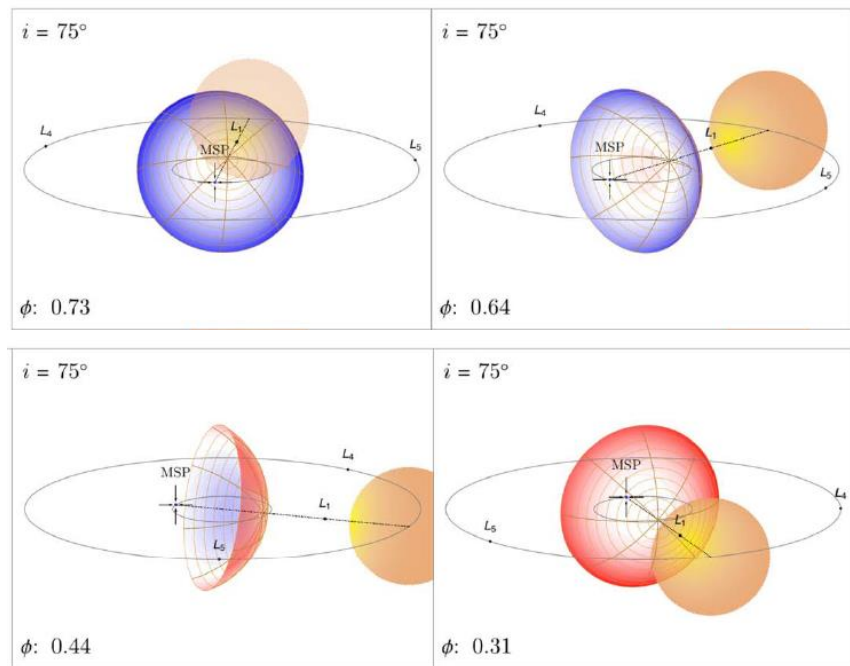 i = 75°
L₄
L₁
MSP
L₅
ϕ: 0.73
i = 75°
L₄
L₁
MSP
L₅
ϕ: 0.64
i = 75°
MSP
L₄
L₁
L₅
ϕ: 0.44
i = 75°
MSP
L₄
L₁
L₅
ϕ: 0.31